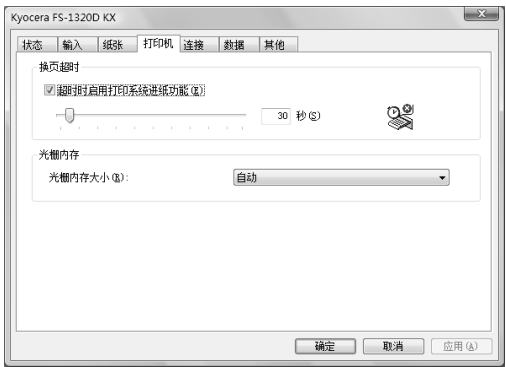 Kyocera FS-1320D KX
状态 输入 纸张 打印机 连接 数据 其他
换页超时
超时时启用打印系统进纸功能(E)
30 秒(S)
光栅内存
光栅内存大小(R): 自动
确定 取消 应用(A)